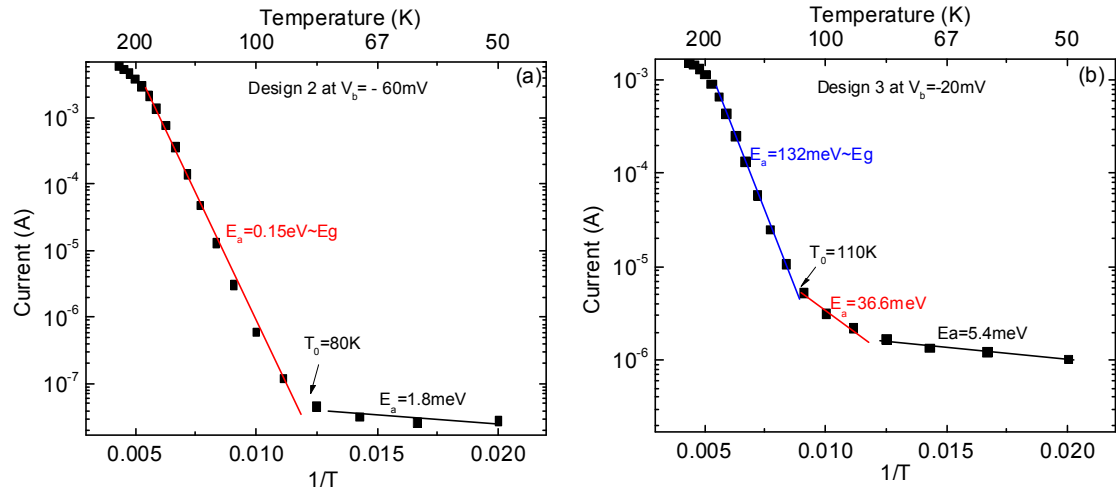 Temperature (K)
200 100 67 50
(a)
Design 2 at V_b= - 60mV
10^-3
10^-4
E_a=0.15eV~Eg
10^-5
10^-6
T_0=80K
10^-7
E_a=1.8meV
Current (A)
0.005 0.010 0.015 0.020
1/T
Temperature (K)
200 100 67 50
(b)
10^-3
Design 3 at V_b=-20mV
E_a=132meV~Eg
10^-4
T_0=110K
10^-5
E_a=36.6meV
Ea=5.4meV
10^-6
Current (A)
0.005 0.010 0.015 0.020
1/T